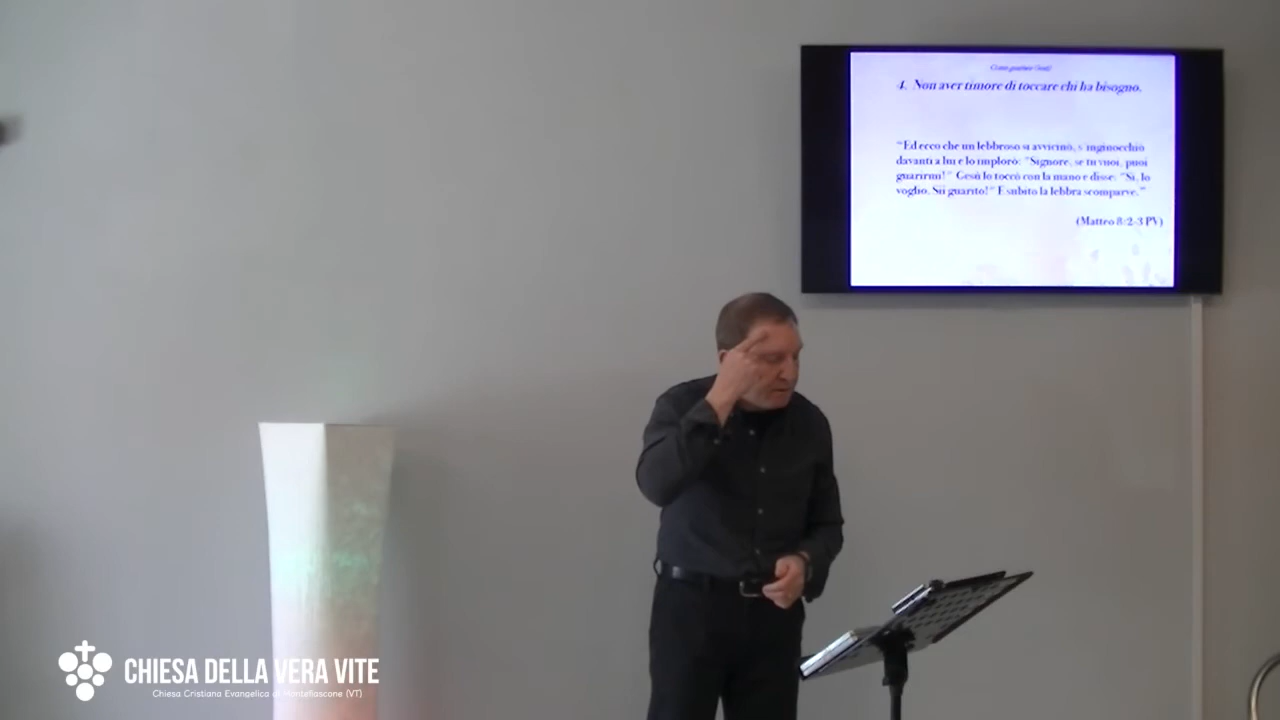 Come guariare Gesù?
4. Non aver timore di toccare chi ha bisogno.
“Ed ecco che un lebbroso si avvicinò, s'inginocchiò
davanti a lui e lo implorò: “Signore, se tu vuoi, puoi
guarirmi!” Gesù lo toccò con la mano e disse: “Sì, lo
voglio. Sii guarito!” E subito la lebbra scomparve.”
(Matteo 8:2-3 PV)
CHIESA DELLA VERA VITE
Chiesa Cristiana Evangelica di Montefiascone (VT)